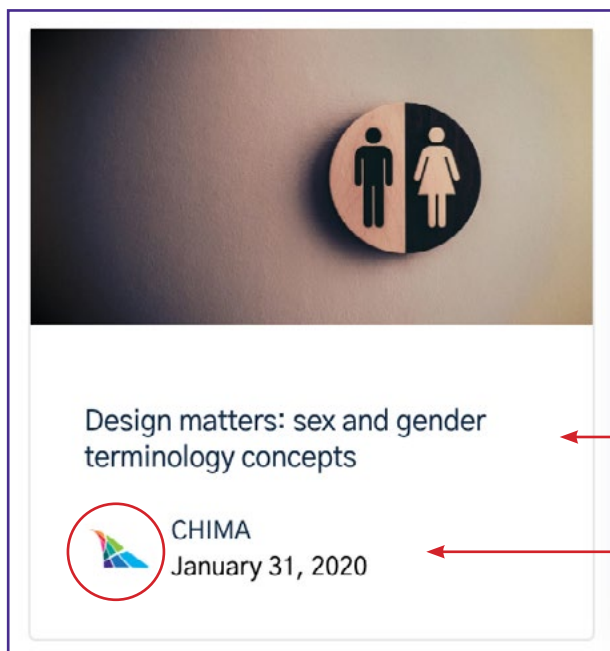 Design matters: sex and gender
terminology concepts
CHIMA
January 31, 2020